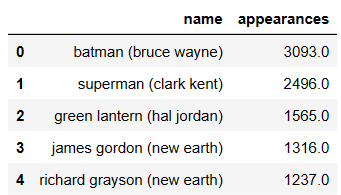 name appearances
0 batman (bruce wayne) 3093.0
1 superman (clark kent) 2496.0
2 green lantern (hal jordan) 1565.0
3 james gordon (new earth) 1316.0
4 richard grayson (new earth) 1237.0